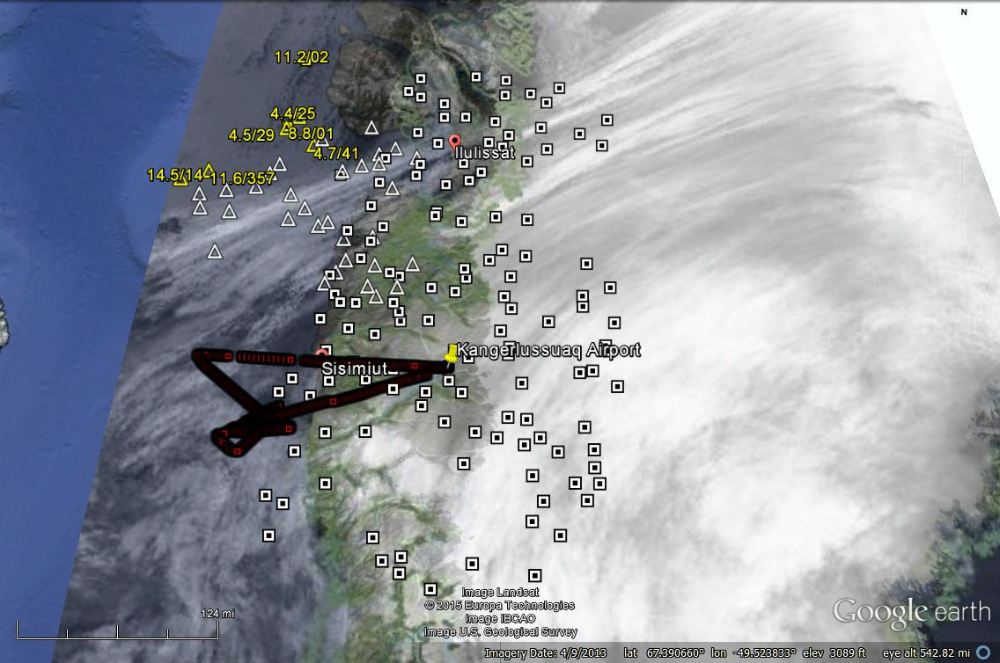 N
11.2/02
4.4/25
4.5/29
8.8/01
4.7/41
Ilulissat
14.5/14
11.6/357
Kangerlussuaq Airport
Sisimiut
Image Landsat
© 2015 Europa Technologies
Image IBCAO
Image U.S. Geological Survey
124 mi
Google earth
Imagery Date: 4/9/2013 lat 67.390660° lon -49.523833° elev 3089 ft eye alt 542.82 mi